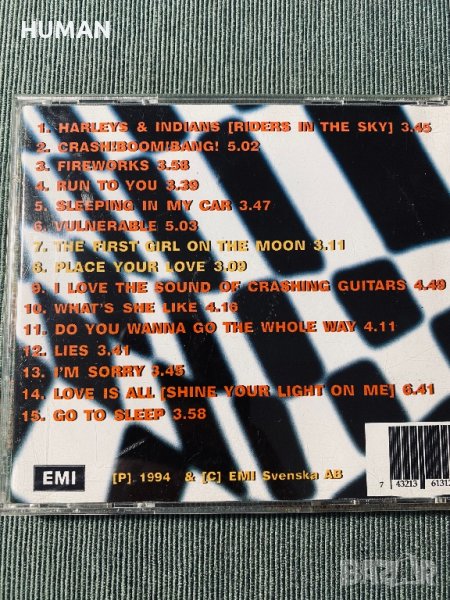 HUMAN
1. HARLEYS & INDIANS [RIDERS IN THE SKY] 3.45
2. CRASH!BOOM!BANG! 5.02
3. FIREWORKS 3.58
4. RUN TO YOU 3.39
5. SLEEPING IN MY CAR 3.47
6. VULNERABLE 5.03
7. THE FIRST GIRL ON THE MOON 3.11
8. PLACE YOUR LOVE 3.09
9. I LOVE THE SOUND OF CRASHING GUITARS 4.49
10. WHAT'S SHE LIKE 4.16
11. DO YOU WANNA GO THE WHOLE WAY 4.11
12. LIES 3.41
13. I'M SORRY 3.45
14. LOVE IS ALL [SHINE YOUR LIGHT ON ME] 6.41
15. GO TO SLEEP 3.58
EMI
[P] 1994 & [C] EMI Svenska AB
7 43213 61312
BAZAR